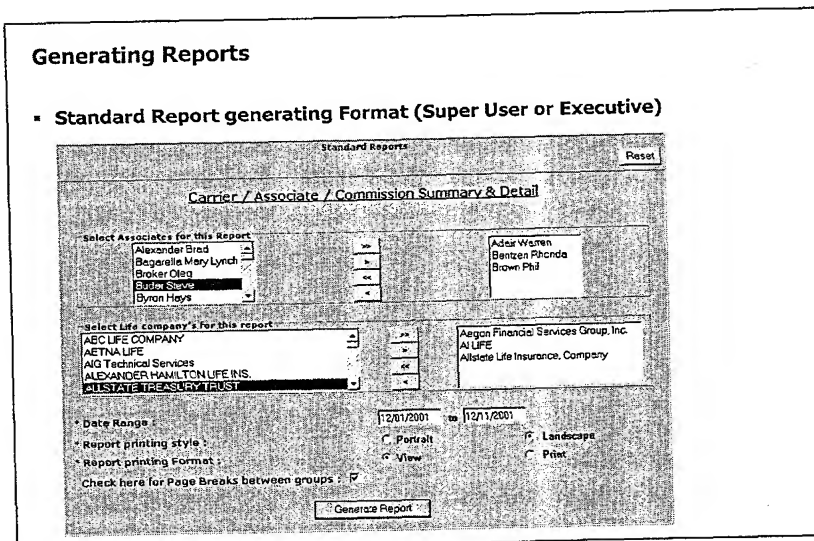 Generating Reports
▪ Standard Report generating Format (Super User or Executive)
Standard Reports
Reset
Carrier / Associate / Commission Summary & Detail
Select Associates for this Report
Alexander Brad
Bagarella Mary Lynch
Broker Oleg
Buder Steve
Byron Hays
>>
>
<<
<
Adair Warren
Bentzen Rhonda
Brown Phil
Select Life company's for this report
ABC LIFE COMPANY
AETNA LIFE
AIG Technical Services
ALEXANDER HAMILTON LIFE INS.
ALLSTATE TREASURY TRUST
>>
>
<<
<
Aegon Financial Services Group, Inc.
AI LIFE
Allstate Life Insurance, Company
* Date Range : 12/01/2001 to 12/11/2001
* Report printing style : Portrait Landscape
* Report printing Format : View Print
Check here for Page Breaks between groups :
Generate Report